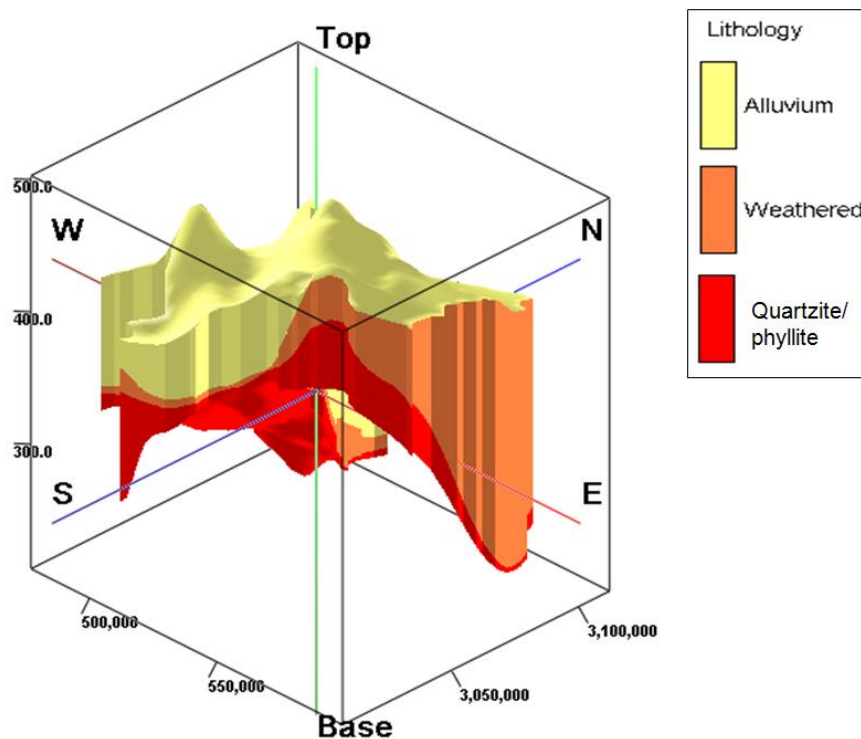 Top
500.0
W
N
400.0
300.0
S
E
500,000
550,000
3,050,000
3,100,000
Base
Lithology
Alluvium
Weathered
Quartzite/
phyllite